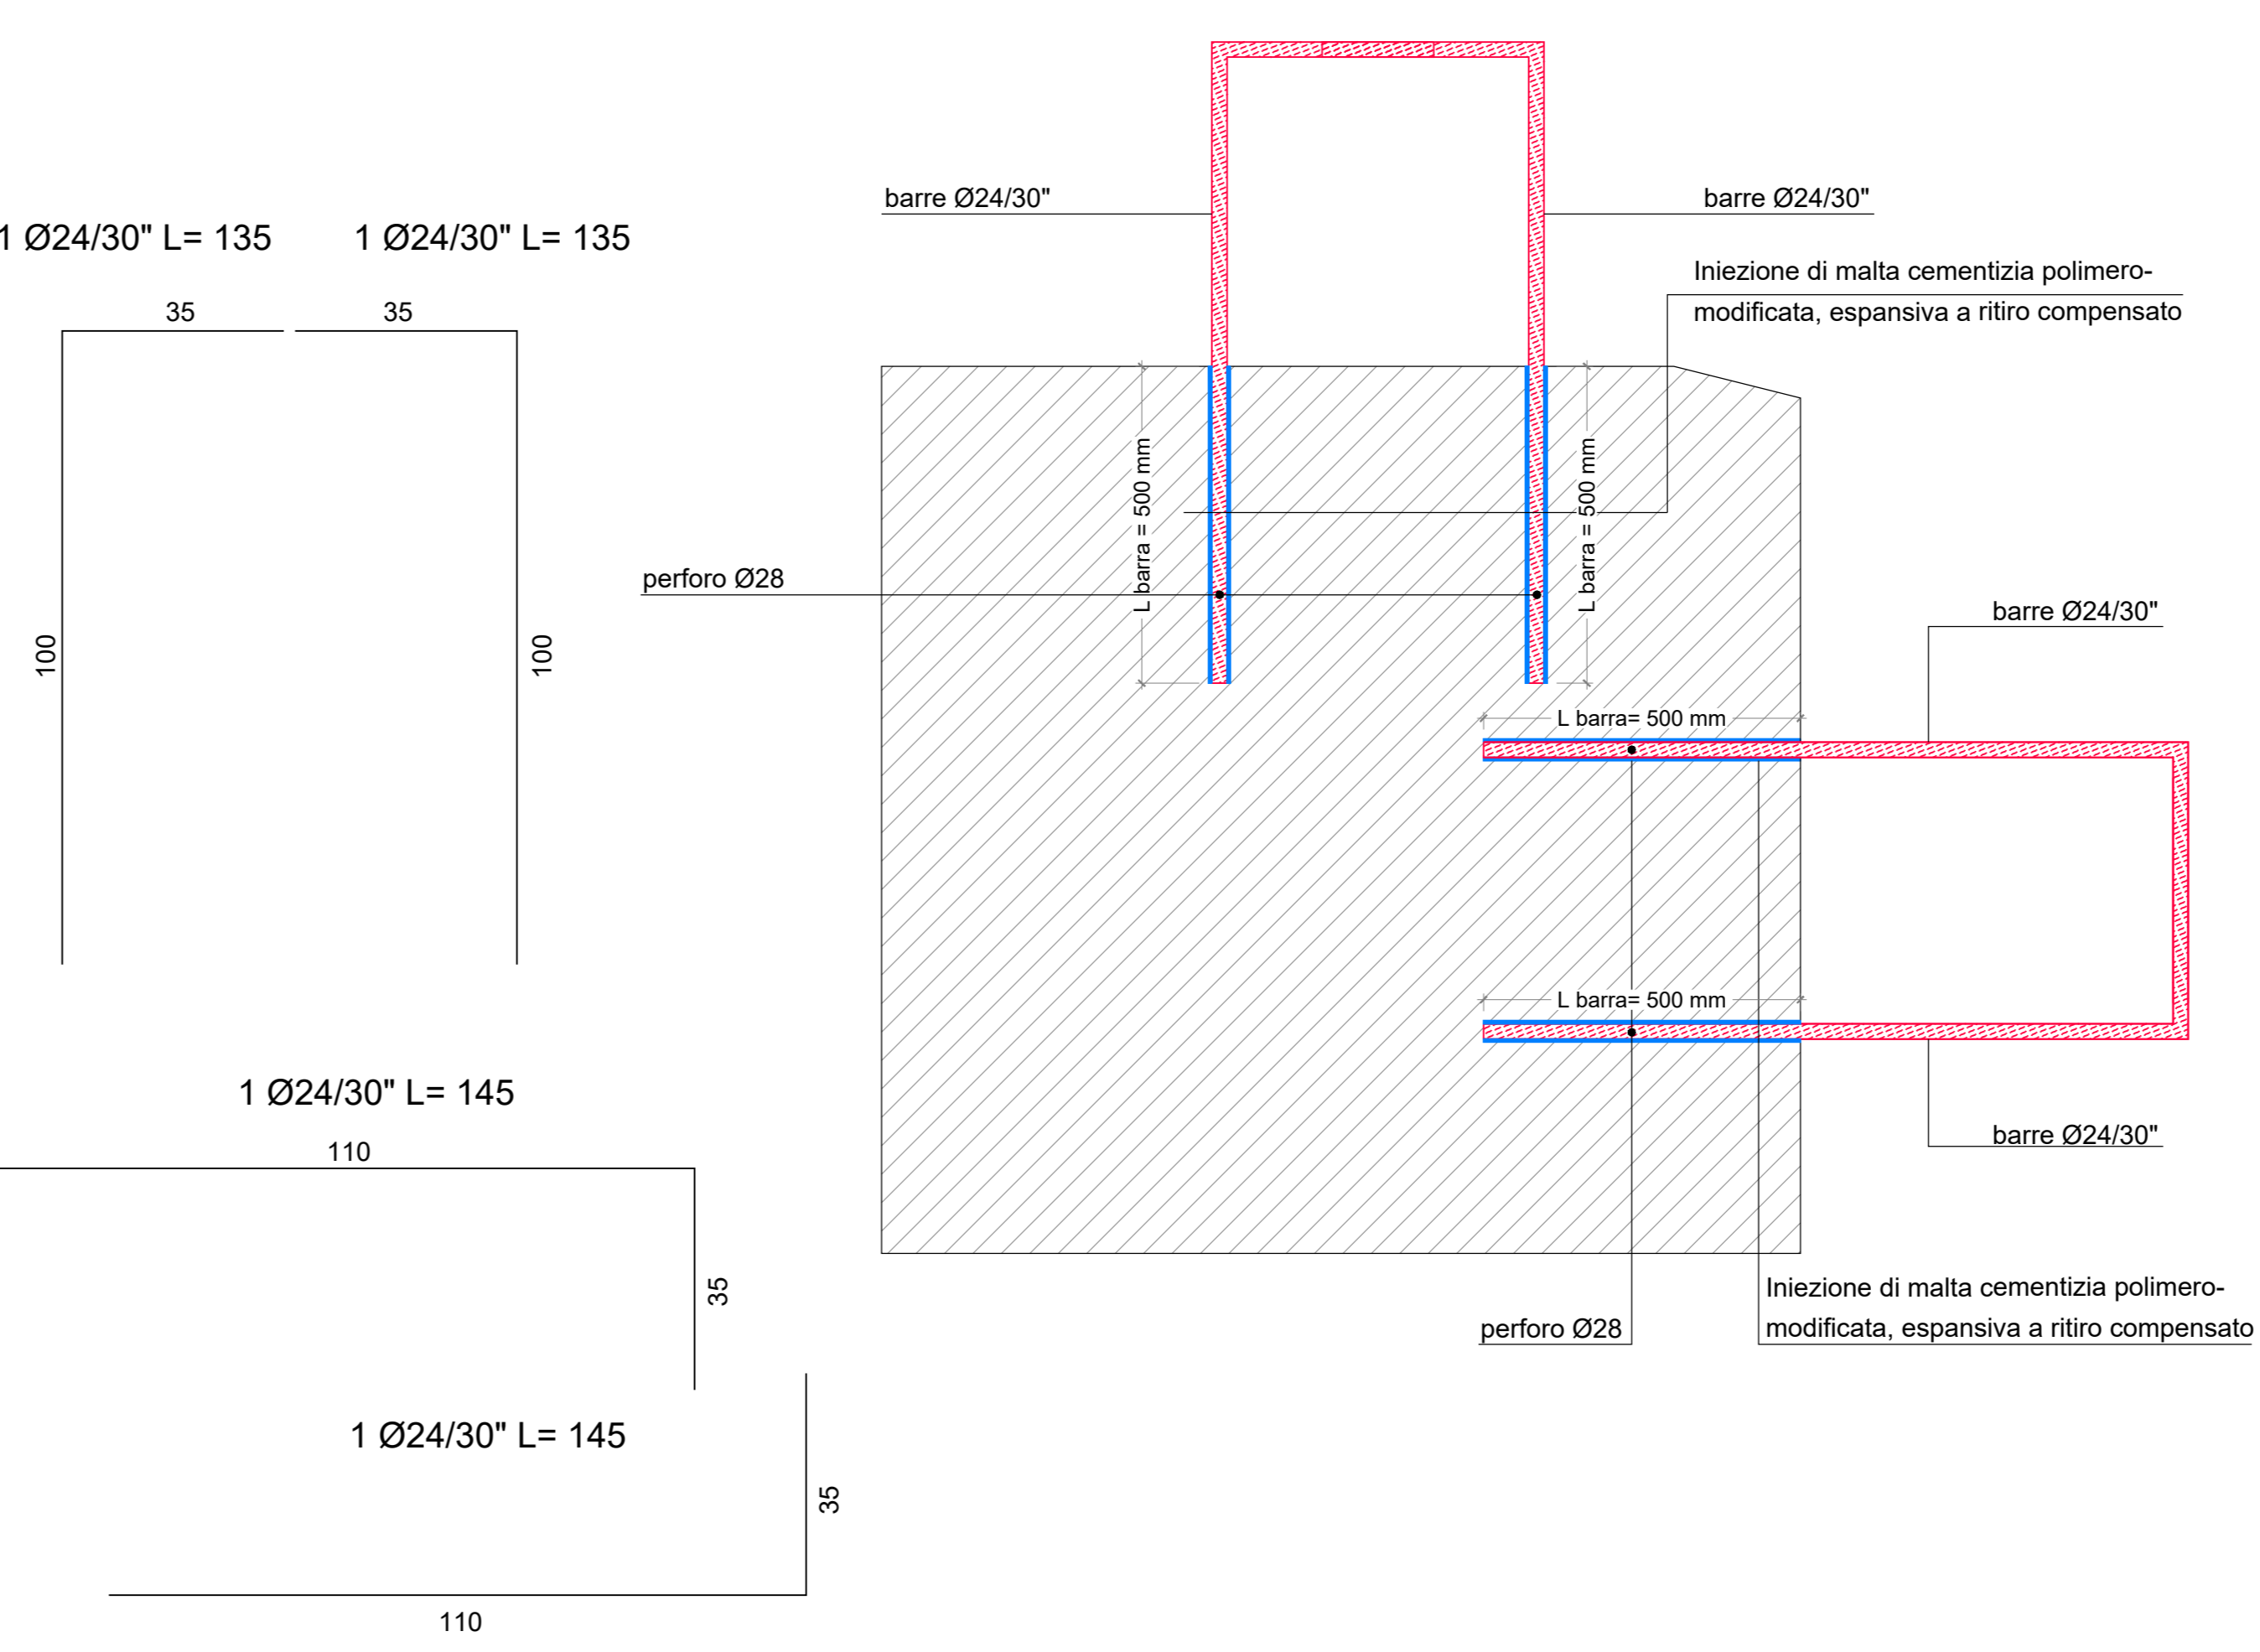 1 Ø24/30" L= 135
1 Ø24/30" L= 135
35
35
100
100
1 Ø24/30" L= 145
110
35
1 Ø24/30" L= 145
35
110
barre Ø24/30"
barre Ø24/30"
Iniezione di malta cementizia polimero-
modificata, espansiva a ritiro compensato
L barra = 500 mm
L barra = 500 mm
perforo Ø28
barre Ø24/30"
L barra= 500 mm
L barra= 500 mm
barre Ø24/30"
Iniezione di malta cementizia polimero-
modificata, espansiva a ritiro compensato
perforo Ø28